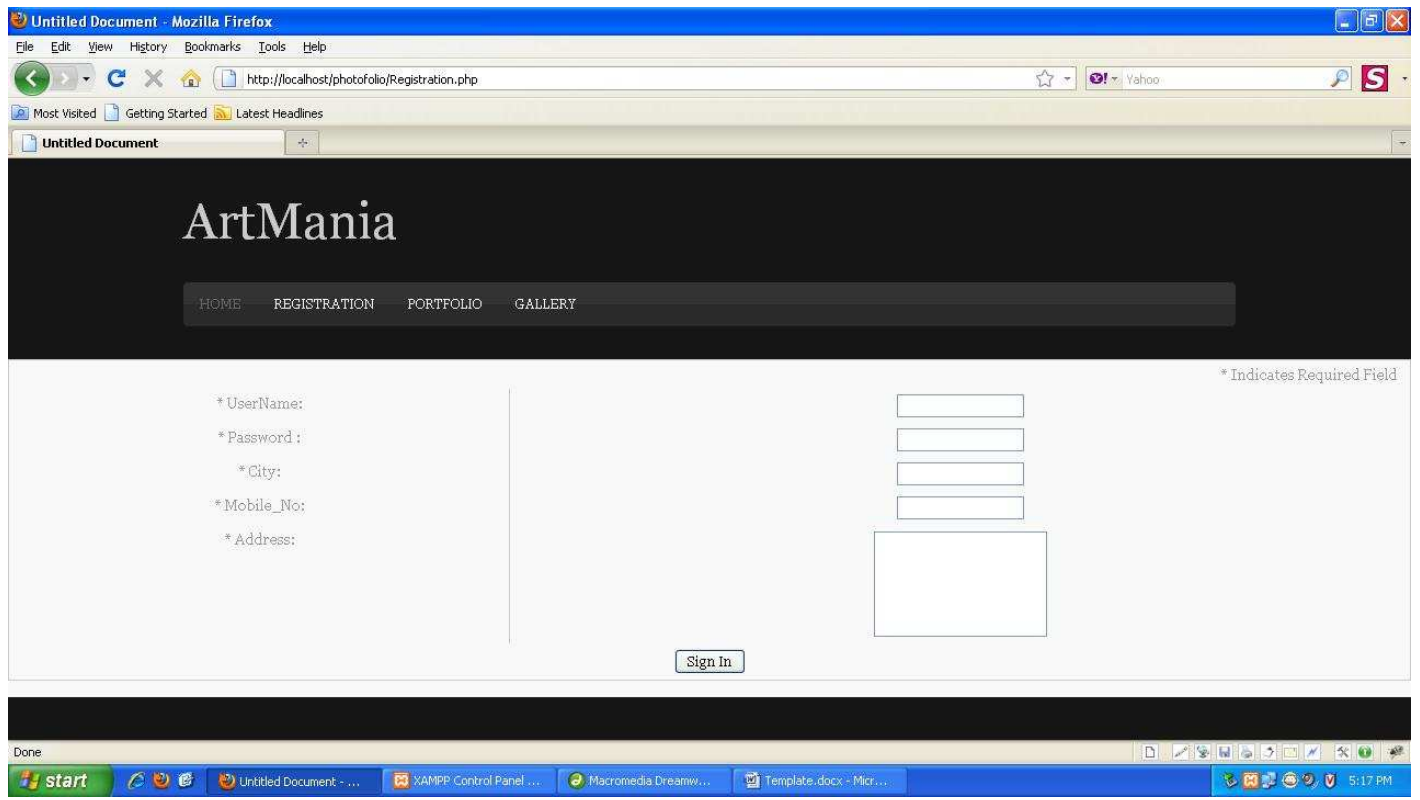 Untitled Document - Mozilla Firefox
File Edit View History Bookmarks Tools Help
http://localhost/photofolio/Registration.php
Yahoo
S
Most Visited Getting Started Latest Headlines
Untitled Document
ArtMania
HOME REGISTRATION PORTFOLIO GALLERY
* Indicates Required Field
* UserName:
* Password :
* City:
* Mobile_No:
* Address:
Sign In
Done
start Untitled Document - ... XAMPP Control Panel ... Macromedia Dreamw... Template.docx - Micr... 5:17 PM